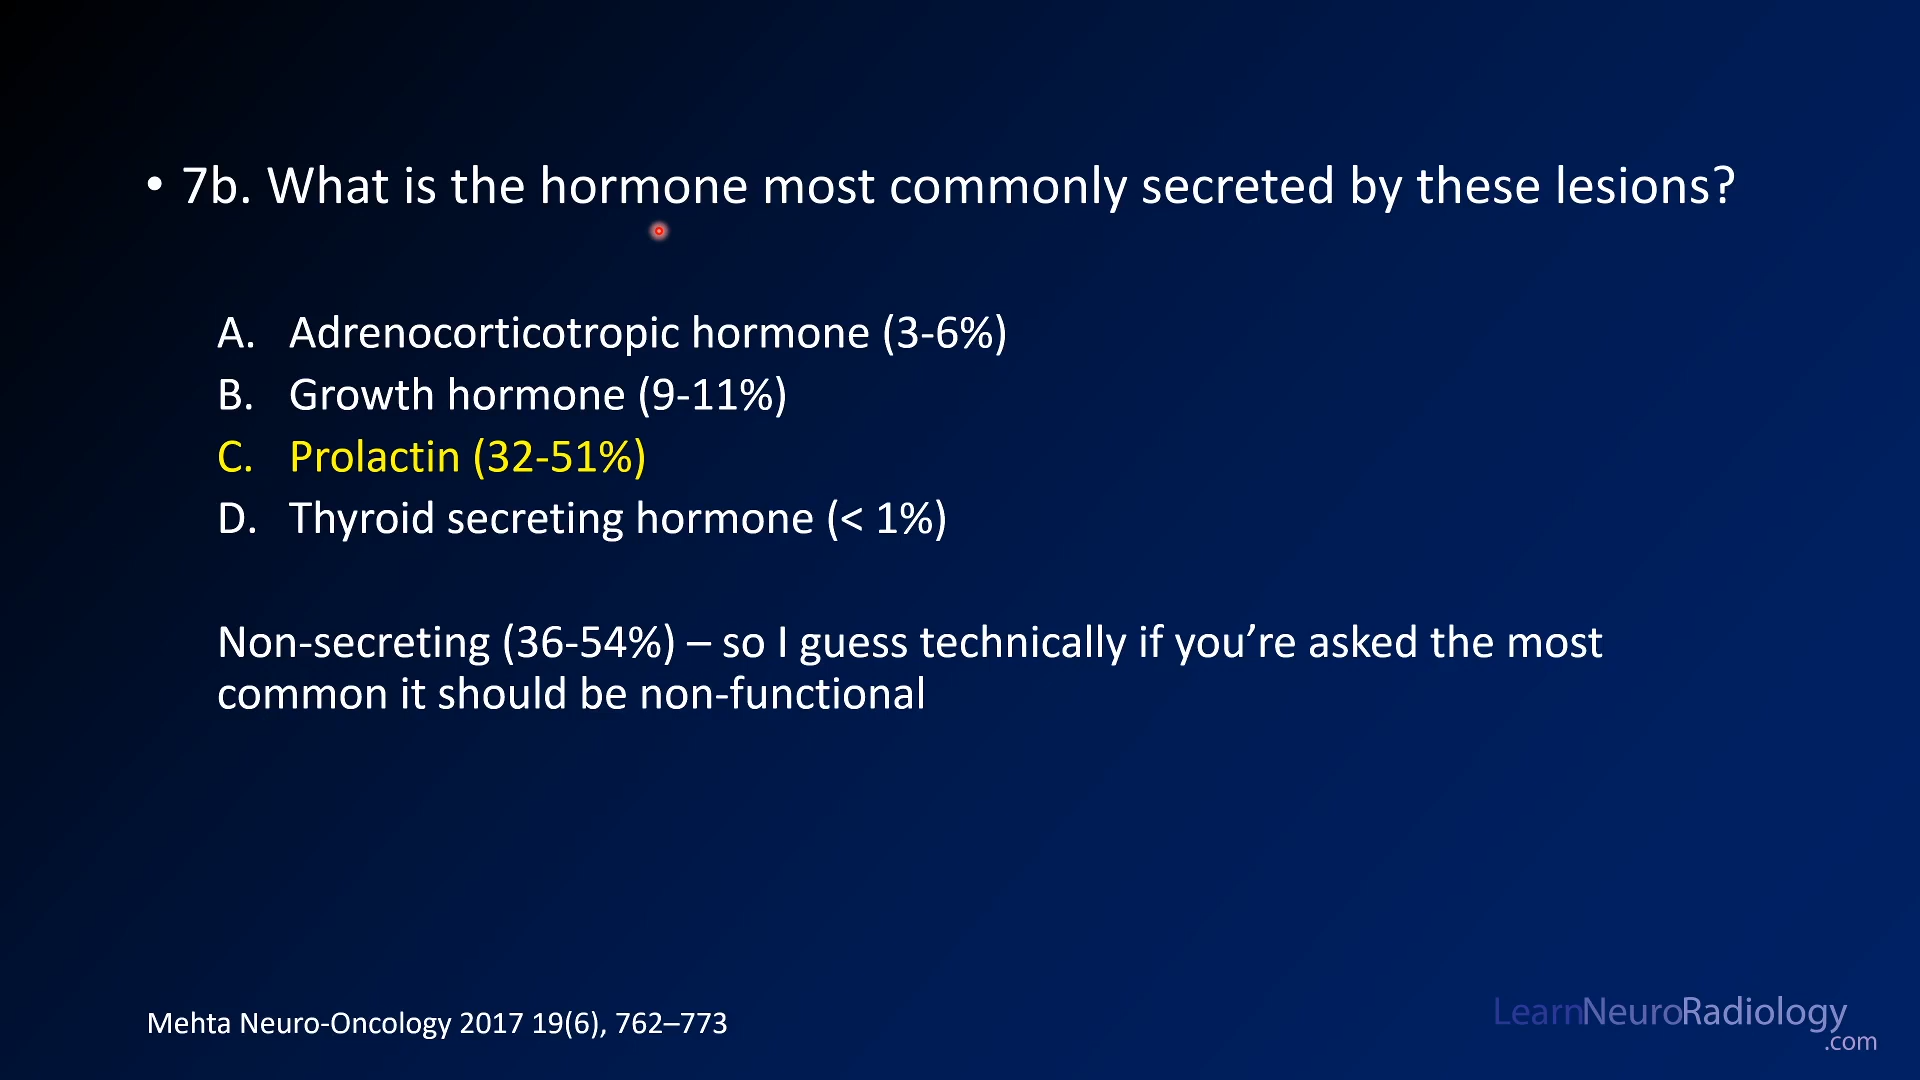 • 7b. What is the hormone most commonly secreted by these lesions?
A. Adrenocorticotropic hormone (3-6%)
B. Growth hormone (9-11%)
C. Prolactin (32-51%)
D. Thyroid secreting hormone (< 1%)
Non-secreting (36-54%) – so I guess technically if you’re asked the most
common it should be non-functional
Mehta Neuro-Oncology 2017 19(6), 762–773
LearnNeuroRadiology
.com